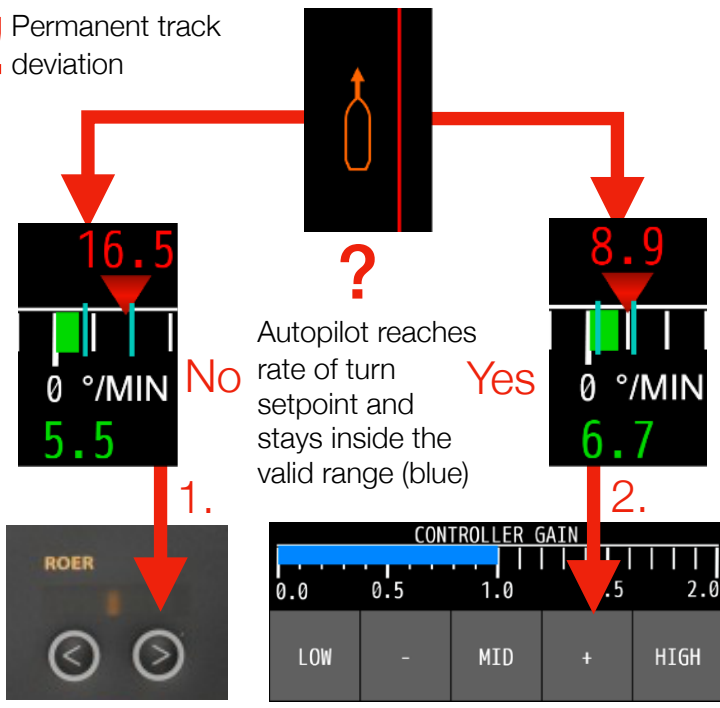 Permanent track
deviation
16.5
8.9
?
Autopilot reaches
rate of turn
setpoint and
stays inside the
valid range (blue)
No
Yes
0 °/MIN
5.5
0 °/MIN
6.7
1.
2.
ROER
<
>
CONTROLLER GAIN
0.0 0.5 1.0 .5 2.0
LOW - MID + HIGH